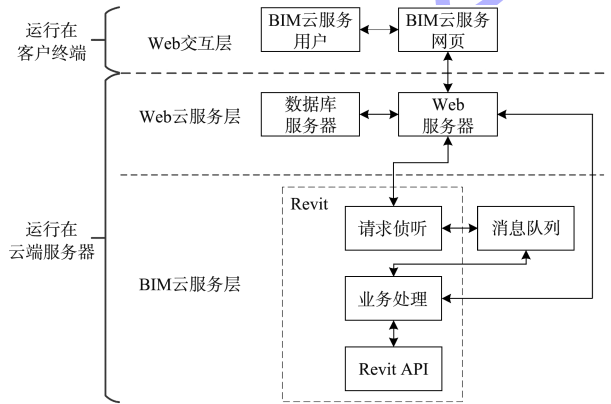 运行在
客户终端
Web交互层
BIM云服务
用户
BIM云服务
网页
Web云服务层
数据库
服务器
Web
服务器
运行在
云端服务器
BIM云服务层
Revit
请求侦听
消息队列
业务处理
Revit API